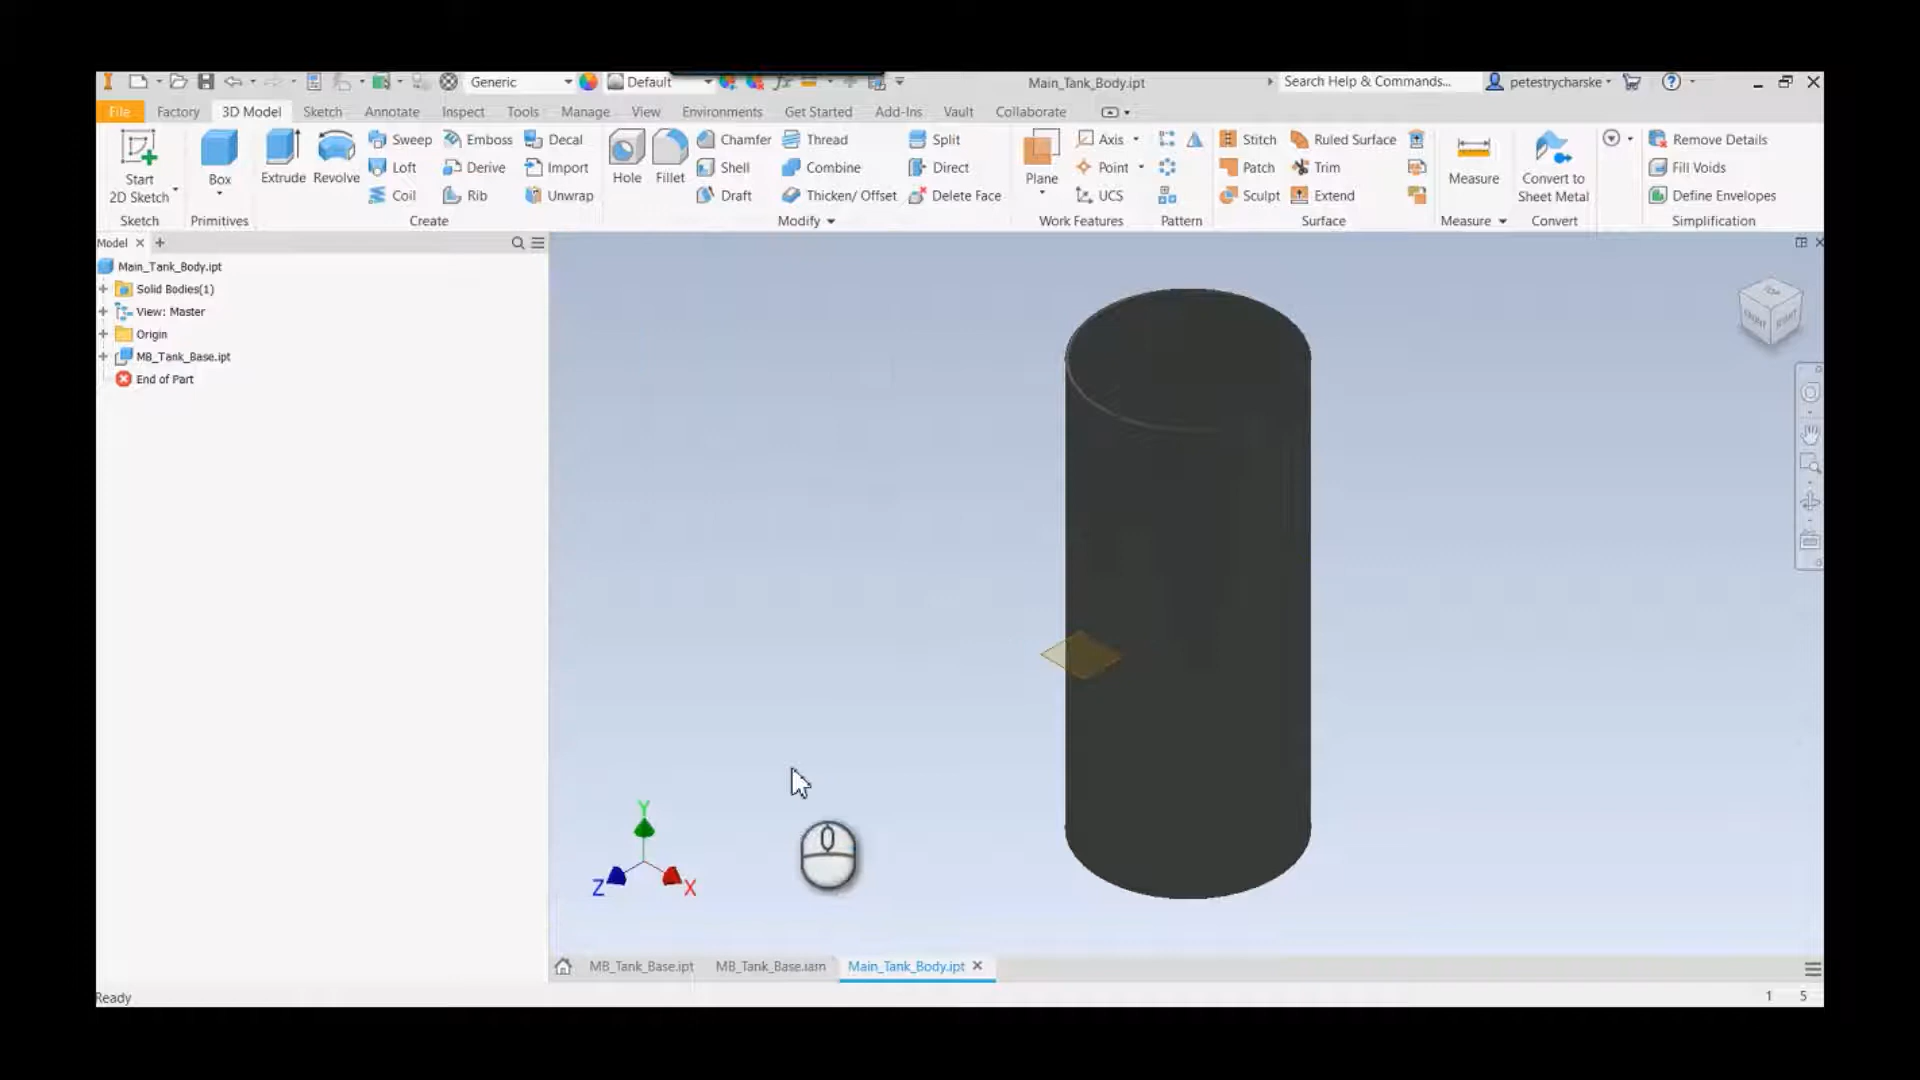 Generic Default Main_Tank_Body.ipt Search Help & Commands... petestrycharske
File Factory 3D Model Sketch Annotate Inspect Tools Manage View Environments Get Started Add-Ins Vault Collaborate
Start 2D Sketch
Box
Extrude
Revolve
Sweep
Loft
Coil
Emboss
Derive
Rib
Decal
Import
Unwrap
Hole
Fillet
Chamfer
Shell
Draft
Thread
Combine
Thicken/ Offset
Split
Direct
Delete Face
Plane
Axis
Point
UCS
Stitch
Patch
Sculpt
Ruled Surface
Trim
Extend
Measure
Convert to Sheet Metal
Remove Details
Fill Voids
Define Envelopes
Sketch Primitives Create Modify Work Features Pattern Surface Measure Convert Simplification
Model
Main_Tank_Body.ipt
Solid Bodies(1)
View: Master
Origin
MB_Tank_Base.ipt
End of Part
FRONT RIGHT
Y
Z X
MB_Tank_Base.ipt MB_Tank_Base.iam Main_Tank_Body.ipt
Ready 1 5